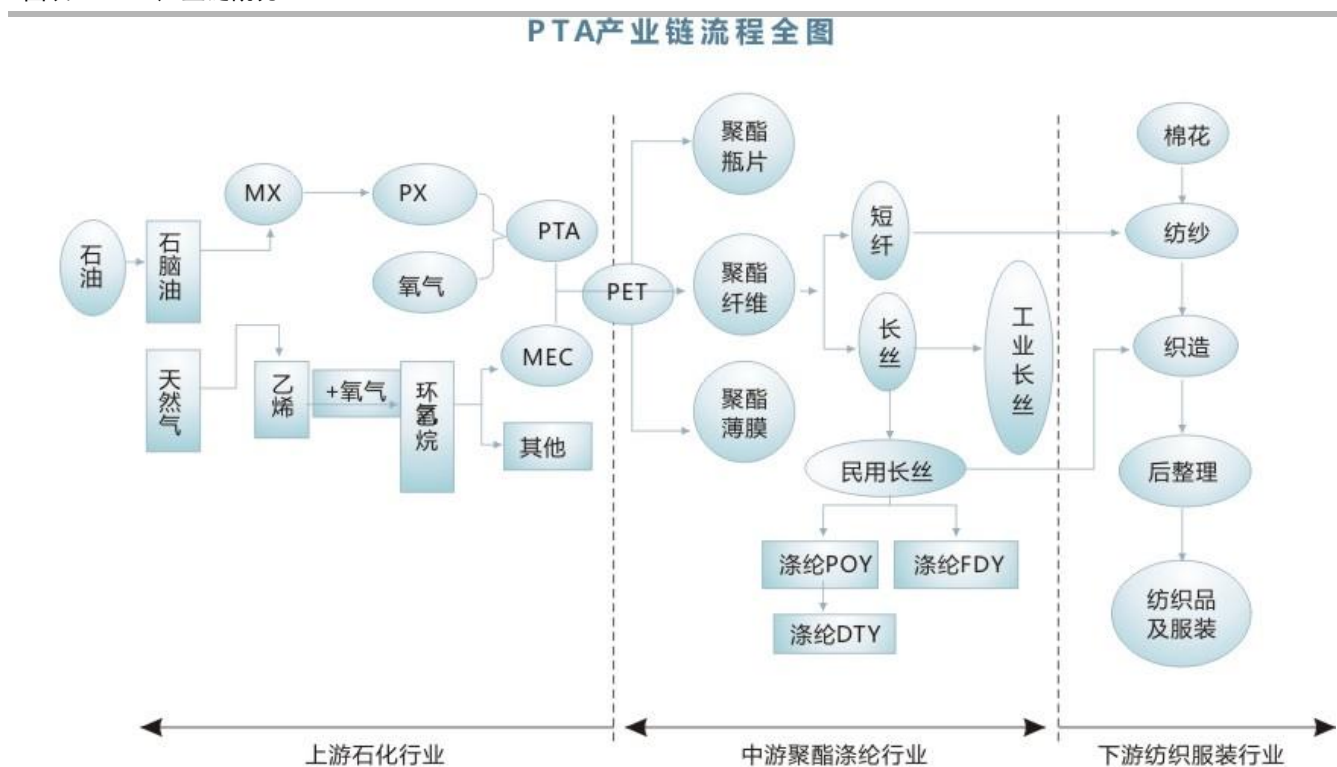 PTA产业链流程全图
石油
石脑油
MX
PX
氧气
PTA
天然气
乙烯
+氧气
MEC
其他
PET
聚酯
瓶片
聚酯
纤维
聚酯
薄膜
短纤
长丝
工业长丝
民用长丝
涤纶POY
涤纶FDY
涤纶DTY
棉花
纺纱
织造
后整理
纺织品
及服装
上游石化行业
中游聚酯涤纶行业
下游纺织服装行业